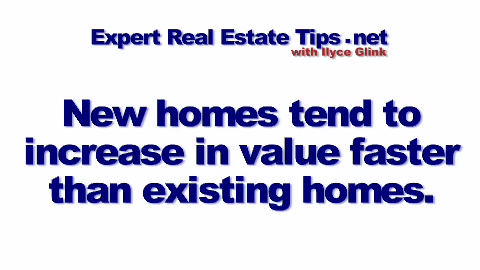 Expert Real Estate Tips.net
with Ilyce Glink
New homes tend to
increase in value faster
than existing homes.